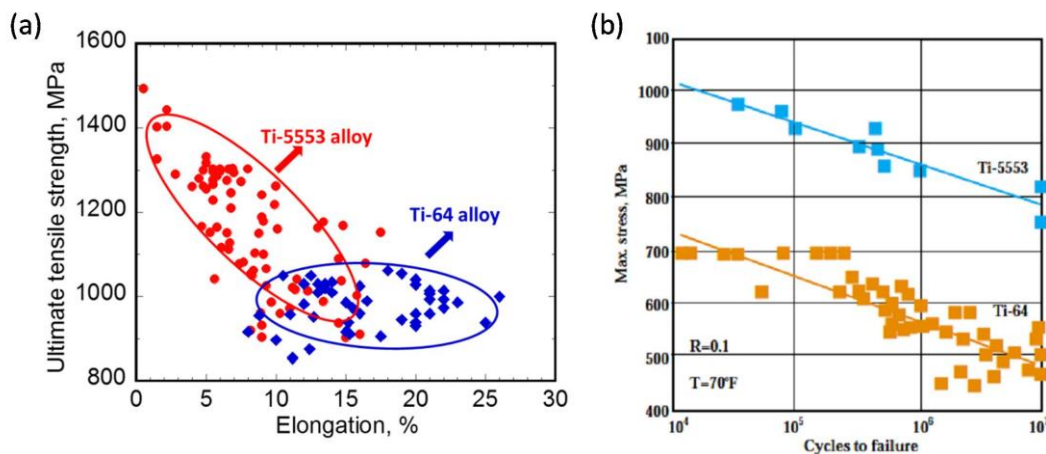 (a)
1600
1400
1200
1000
800
Ultimate tensile strength, MPa
Ti-5553 alloy
Ti-64 alloy
0 5 10 15 20 25 30
Elongation, %
(b)
100
1000
900
800
700
600
500
400
Max. stress, MPa
Ti-5553
Ti-64
R=0.1
T=70°F
10⁴ 10⁵ 10⁶
Cycles to failure